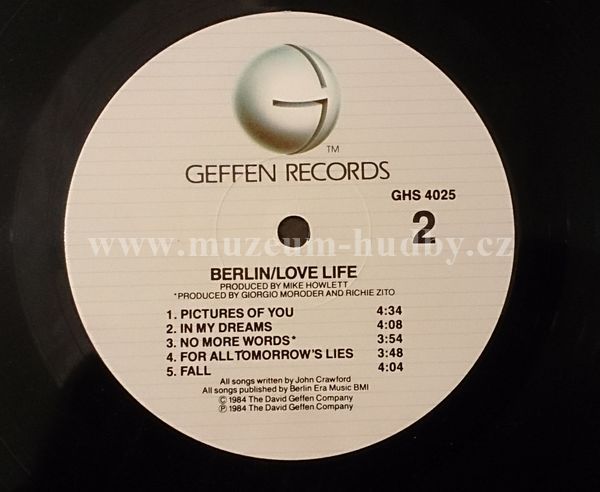 G
TM
GEFFEN RECORDS
GHS 4025
2
www.muzeum-hudby.cz
BERLIN/LOVE LIFE
PRODUCED BY MIKE HOWLETT
*PRODUCED BY GIORGIO MORODER AND RICHIE ZITO
1. PICTURES OF YOU 4:34
2. IN MY DREAMS 4:08
3. NO MORE WORDS* 3:54
4. FOR ALL TOMORROW'S LIES 3:48
5. FALL 4:04
All songs written by John Crawford
All songs published by Berlin Era Music BMI
© 1984 The David Geffen Company
℗ 1984 The David Geffen Company